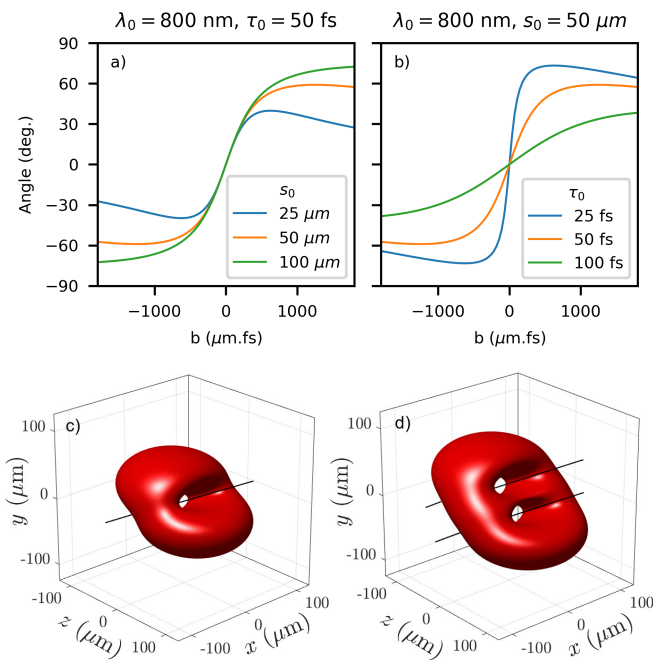 λ₀ = 800 nm, τ₀ = 50 fs
λ₀ = 800 nm, s₀ = 50 μm
Angle (deg.)
90
60
30
0
−30
−60
−90
a)
s₀
25 μm
50 μm
100 μm
−1000
0
1000
b (μm.fs)
b)
τ₀
25 fs
50 fs
100 fs
−1000
0
1000
b (μm.fs)
c)
y (μm)
100
0
-100
-100
0
100
z (μm)
-100
0
100
x (μm)
d)
y (μm)
100
0
-100
-100
0
100
z (μm)
-100
0
100
x (μm)